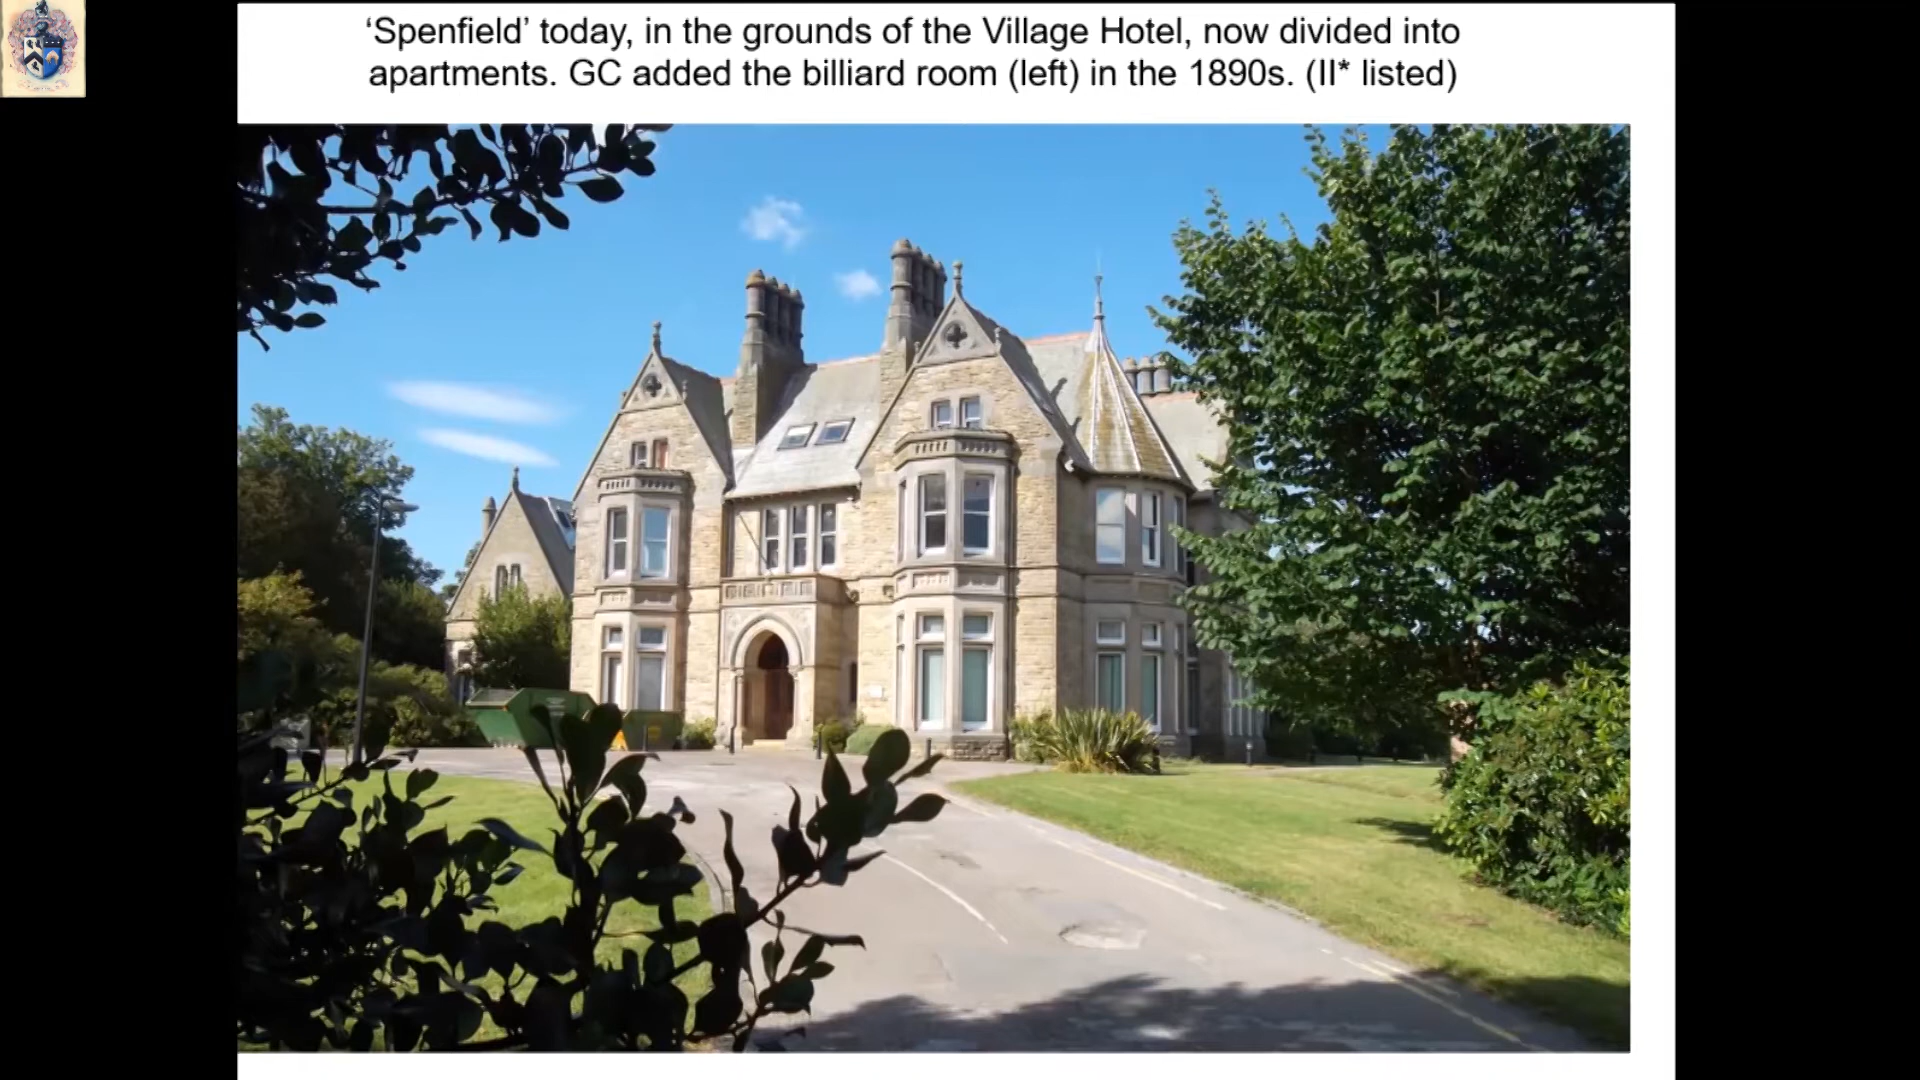 ‘Spenfield’ today, in the grounds of the Village Hotel, now divided into
apartments. GC added the billiard room (left) in the 1890s. (II* listed)